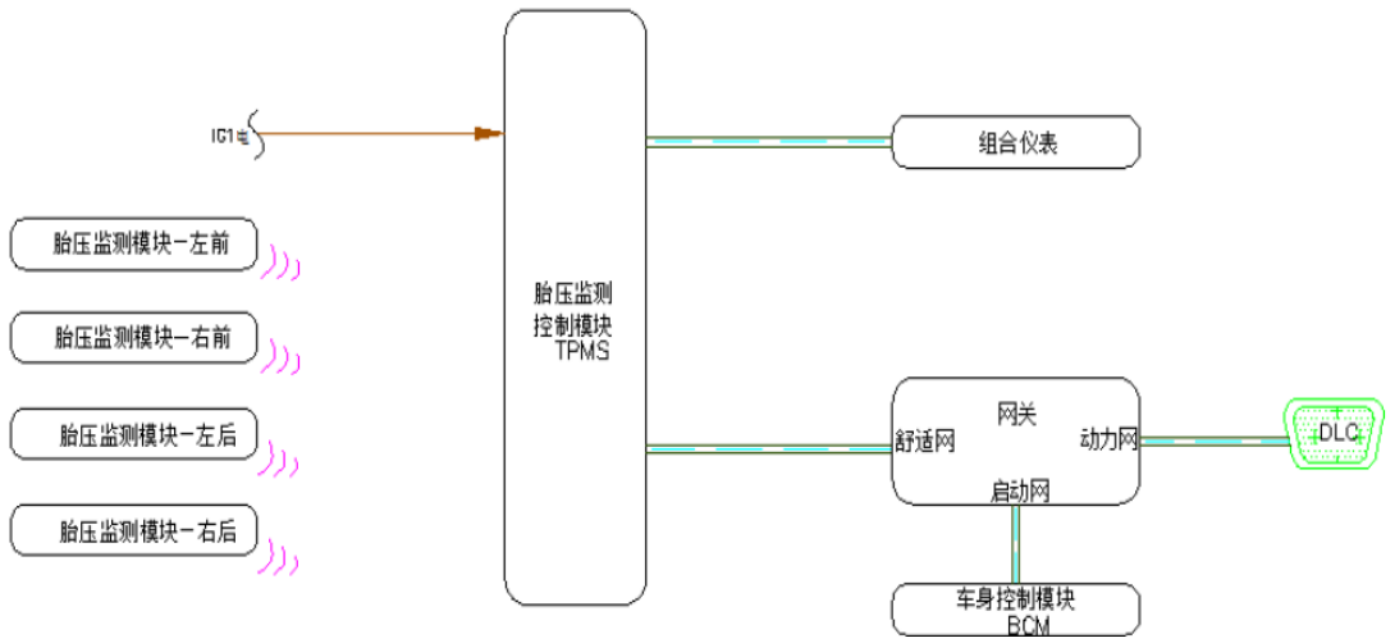 IG1电
组合仪表
胎压监测模块-左前
胎压监测模块-右前
胎压监测模块-左后
胎压监测模块-右后
胎压监测
控制模块
TPMS
网关
舒适网
动力网
启动网
DLC
车身控制模块
BCM